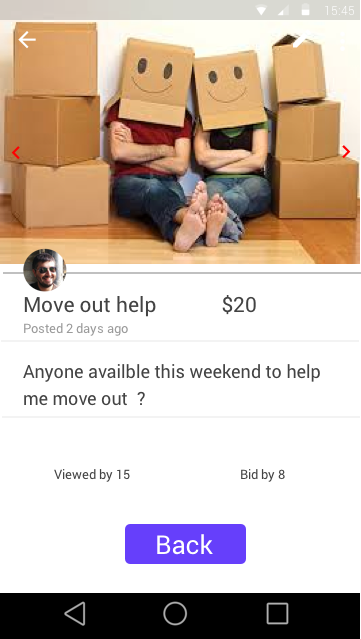 15:45
Move out help
$20
Posted 2 days ago
Anyone availble this weekend to help
me move out ?
Viewed by 15
Bid by 8
Back